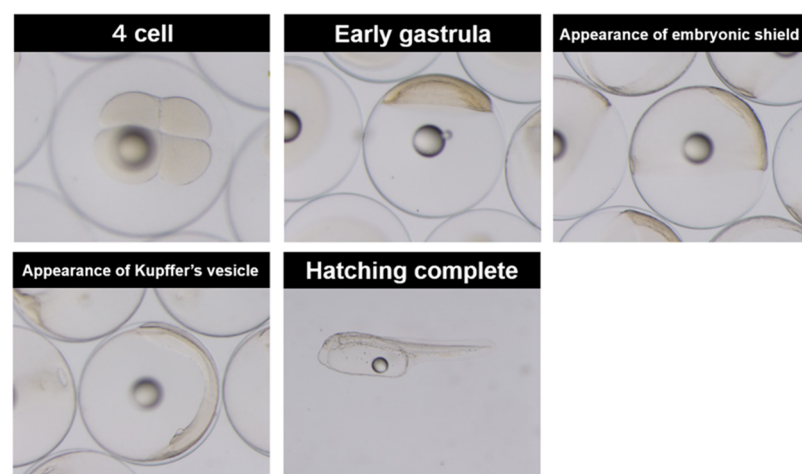 4 cell
Early gastrula
Appearance of embryonic shield
Appearance of Kupffer's vesicle
Hatching complete